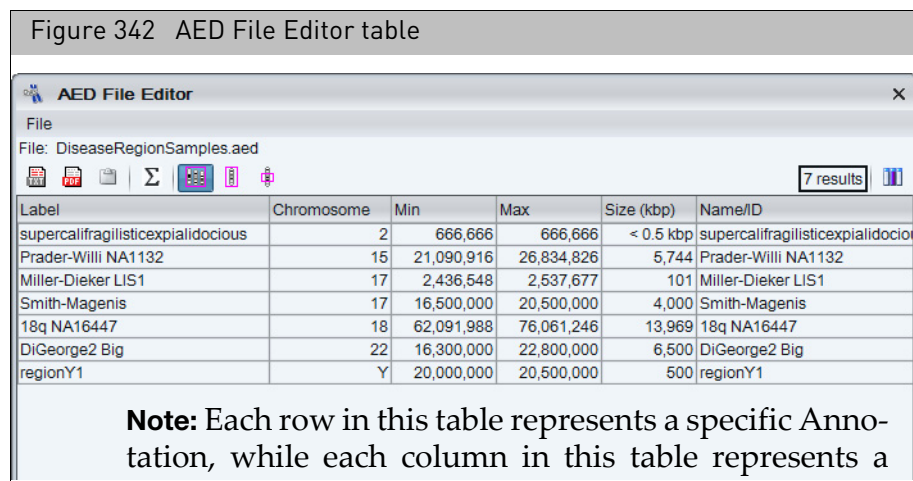 Figure 342 AED File Editor table
AED File Editor
File
File: DiseaseRegionSamples.aed
TXT PDF Σ 7 results
Label Chromosome Min Max Size (kbp) Name/ID
supercalifragilisticexpialidocious 2 666,666 666,666 < 0.5 kbp supercalifragilisticexpialidocio
Prader-Willi NA1132 15 21,090,916 26,834,826 5,744 Prader-Willi NA1132
Miller-Dieker LIS1 17 2,436,548 2,537,677 101 Miller-Dieker LIS1
Smith-Magenis 17 16,500,000 20,500,000 4,000 Smith-Magenis
18q NA16447 18 62,091,988 76,061,246 13,969 18q NA16447
DiGeorge2 Big 22 16,300,000 22,800,000 6,500 DiGeorge2 Big
regionY1 Y 20,000,000 20,500,000 500 regionY1
Note: Each row in this table represents a specific Anno-
tation, while each column in this table represents a